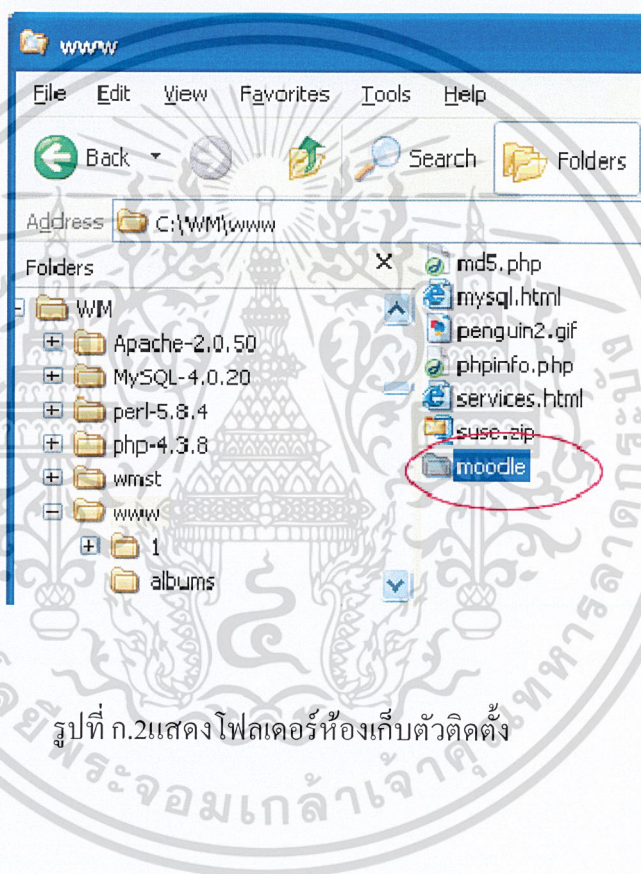 www
File Edit View Favorites Tools Help
Back Search Folders
Address C:\WM\www
Folders X
WM
Apache-2.0.50
MySQL-4.0.20
perl-5.8.4
php-4.3.8
wmst
www
1
albums
md5.php
mysql.html
penguin2.gif
phpinfo.php
services.html
suse.zip
moodle
รูปที่ ก.2แสดงโฟลเดอร์ห้องเก็บตัวติดตั้ง